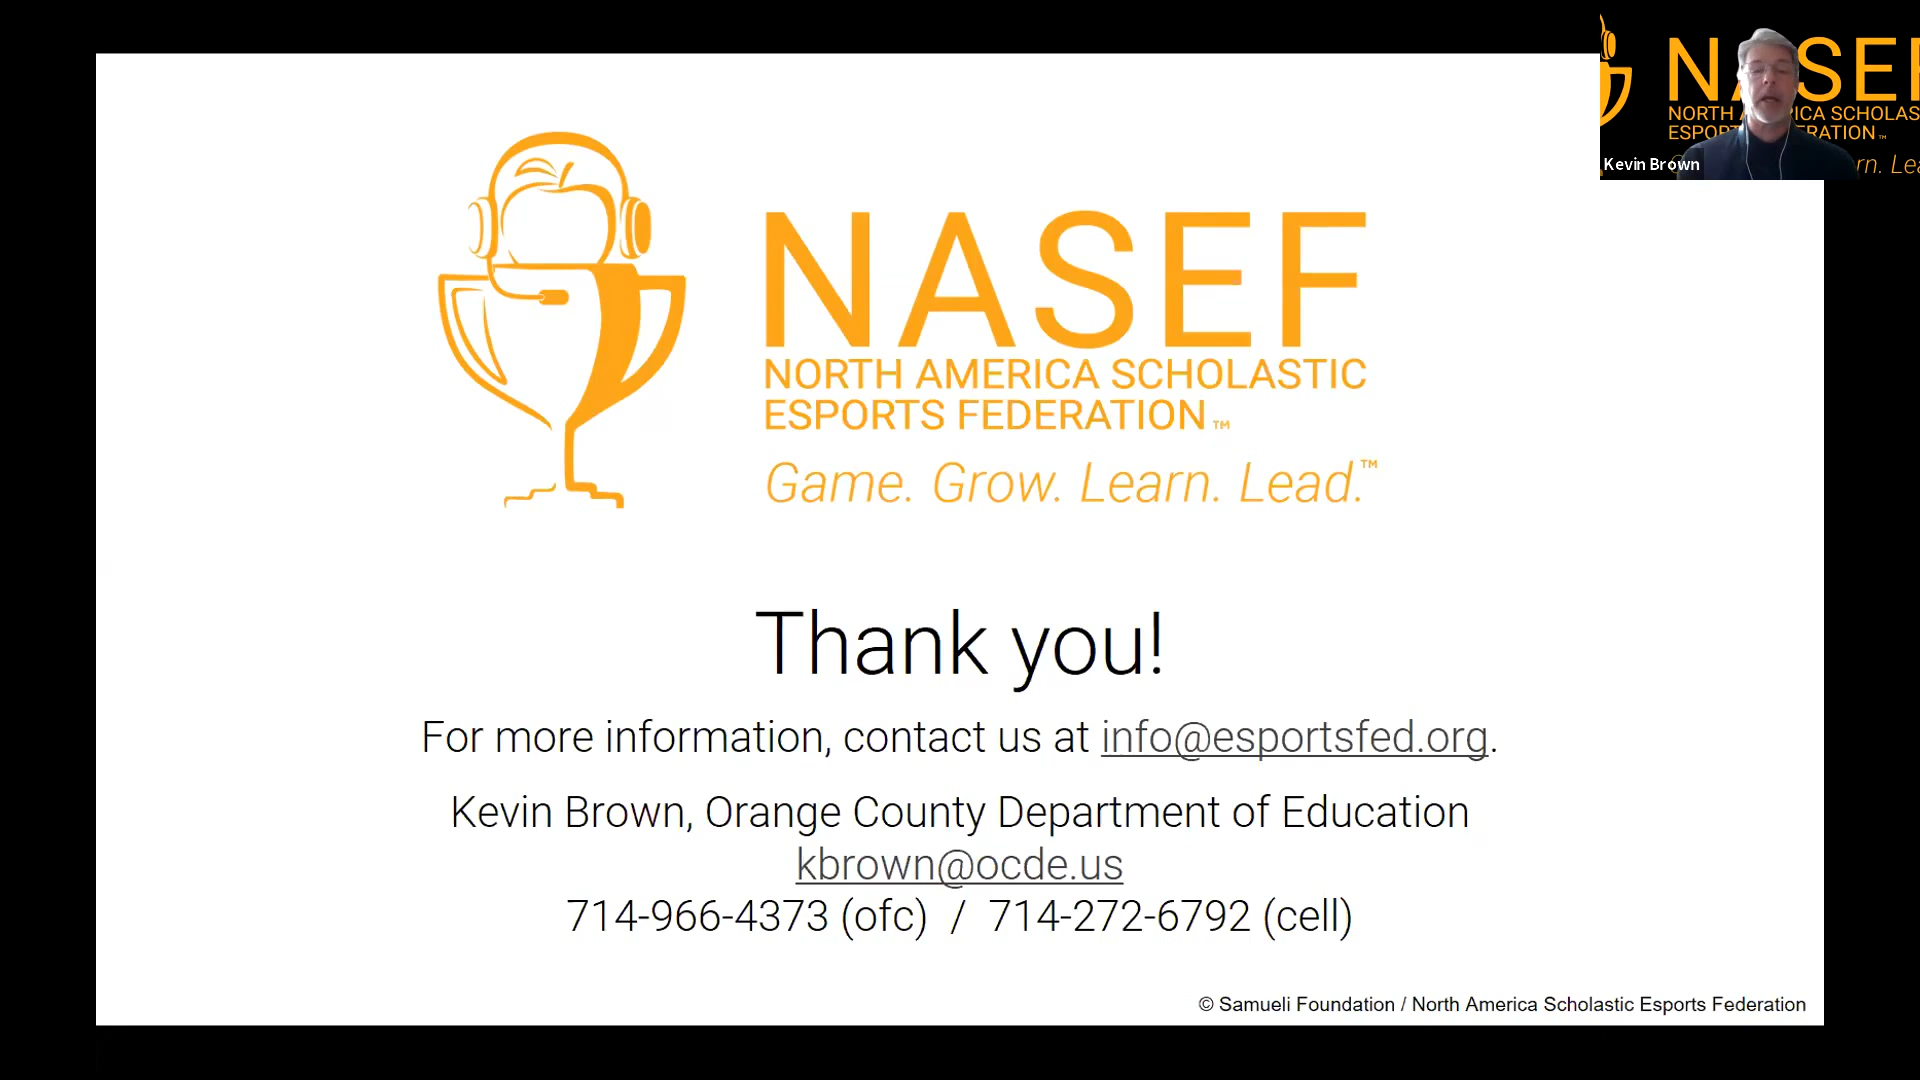 NASEF
NORTH AMERICA SCHOLASTIC
ESPORTS FEDERATION™
Game. Grow. Learn. Lead.™
Thank you!
For more information, contact us at info@esportsfed.org.
Kevin Brown, Orange County Department of Education
kbrown@ocde.us
714-966-4373 (ofc) / 714-272-6792 (cell)
© Samueli Foundation / North America Scholastic Esports Federation
Kevin Brown